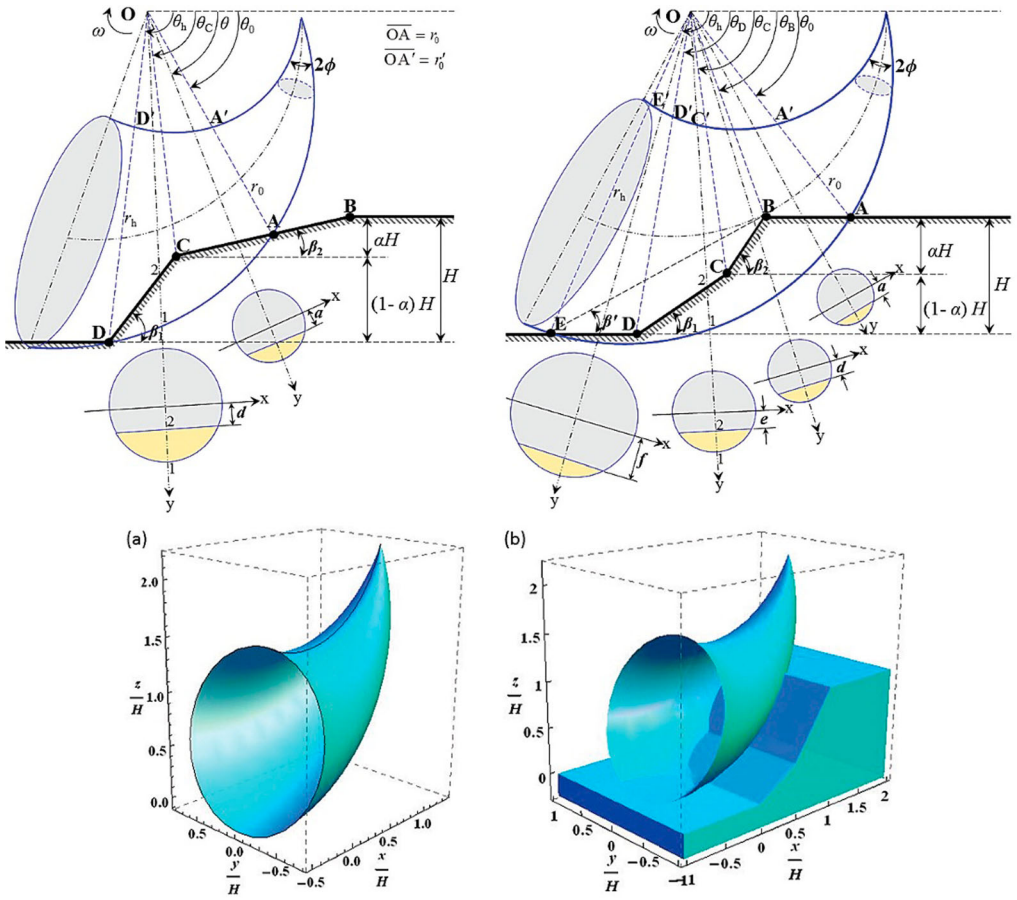 O θh θC θ θ0
ω
OA = r0
OA′ = r0′
2ϕ
D′ A′
rh r0
A B
C
β2
αH
H
2
(1- α) H
1
D β1
x
a
y
x
d
2
1
y
O θh θD θC θB θ0
ω
2ϕ
E′
D′ C′ A′
rh r0
B A
αH
H
C β2
2
(1- α) H
β′ 1
E D β1
x
a
y
x
d
y
x
e
2
1
y
x
f
y
(a)
2.0
1.5
z/H
1.0
0.5
0.0
0.5
0.0
y/H
-0.5
-0.5
0.0
x/H
0.5
1.0
(b)
2
1.5
z/H
1
0.5
0
1
0.5
0
y/H
-0.5
-11
-0.5
0
x/H
0.5
1
1.5
2